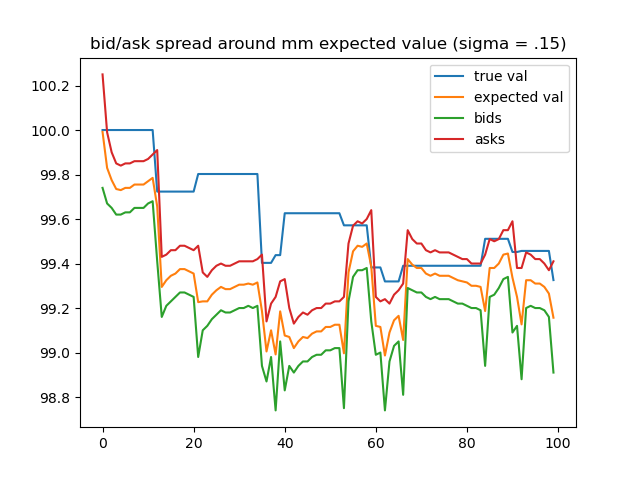 bid/ask spread around mm expected value (sigma = .15)
true val
expected val
bids
asks
100.2
100.0
99.8
99.6
99.4
99.2
99.0
98.8
0 20 40 60 80 100